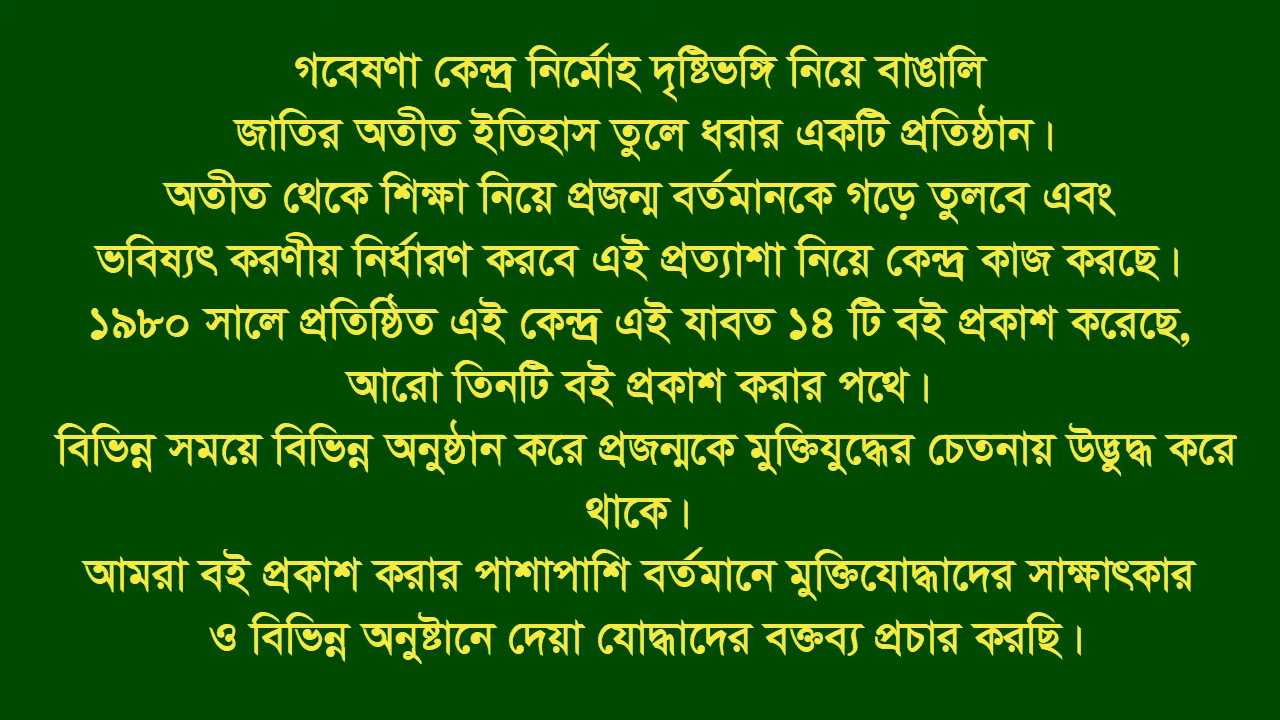 গবেষণা কেন্দ্র নির্মোহ দৃষ্টিভঙ্গি নিয়ে বাঙালি
জাতির অতীত ইতিহাস তুলে ধরার একটি প্রতিষ্ঠান।
অতীত থেকে শিক্ষা নিয়ে প্রজন্ম বর্তমানকে গড়ে তুলবে এবং
ভবিষ্যৎ করণীয় নির্ধারণ করবে এই প্রত্যাশা নিয়ে কেন্দ্র কাজ করছে।
১৯৮০ সালে প্রতিষ্ঠিত এই কেন্দ্র এই যাবত ১৪ টি বই প্রকাশ করেছে,
আরো তিনটি বই প্রকাশ করার পথে।
বিভিন্ন সময়ে বিভিন্ন অনুষ্ঠান করে প্রজন্মকে মুক্তিযুদ্ধের চেতনায় উদ্ভুদ্ধ করে
থাকে।
আমরা বই প্রকাশ করার পাশাপাশি বর্তমানে মুক্তিযোদ্ধাদের সাক্ষাৎকার
ও বিভিন্ন অনুষ্টানে দেয়া যোদ্ধাদের বক্তব্য প্রচার করছি।